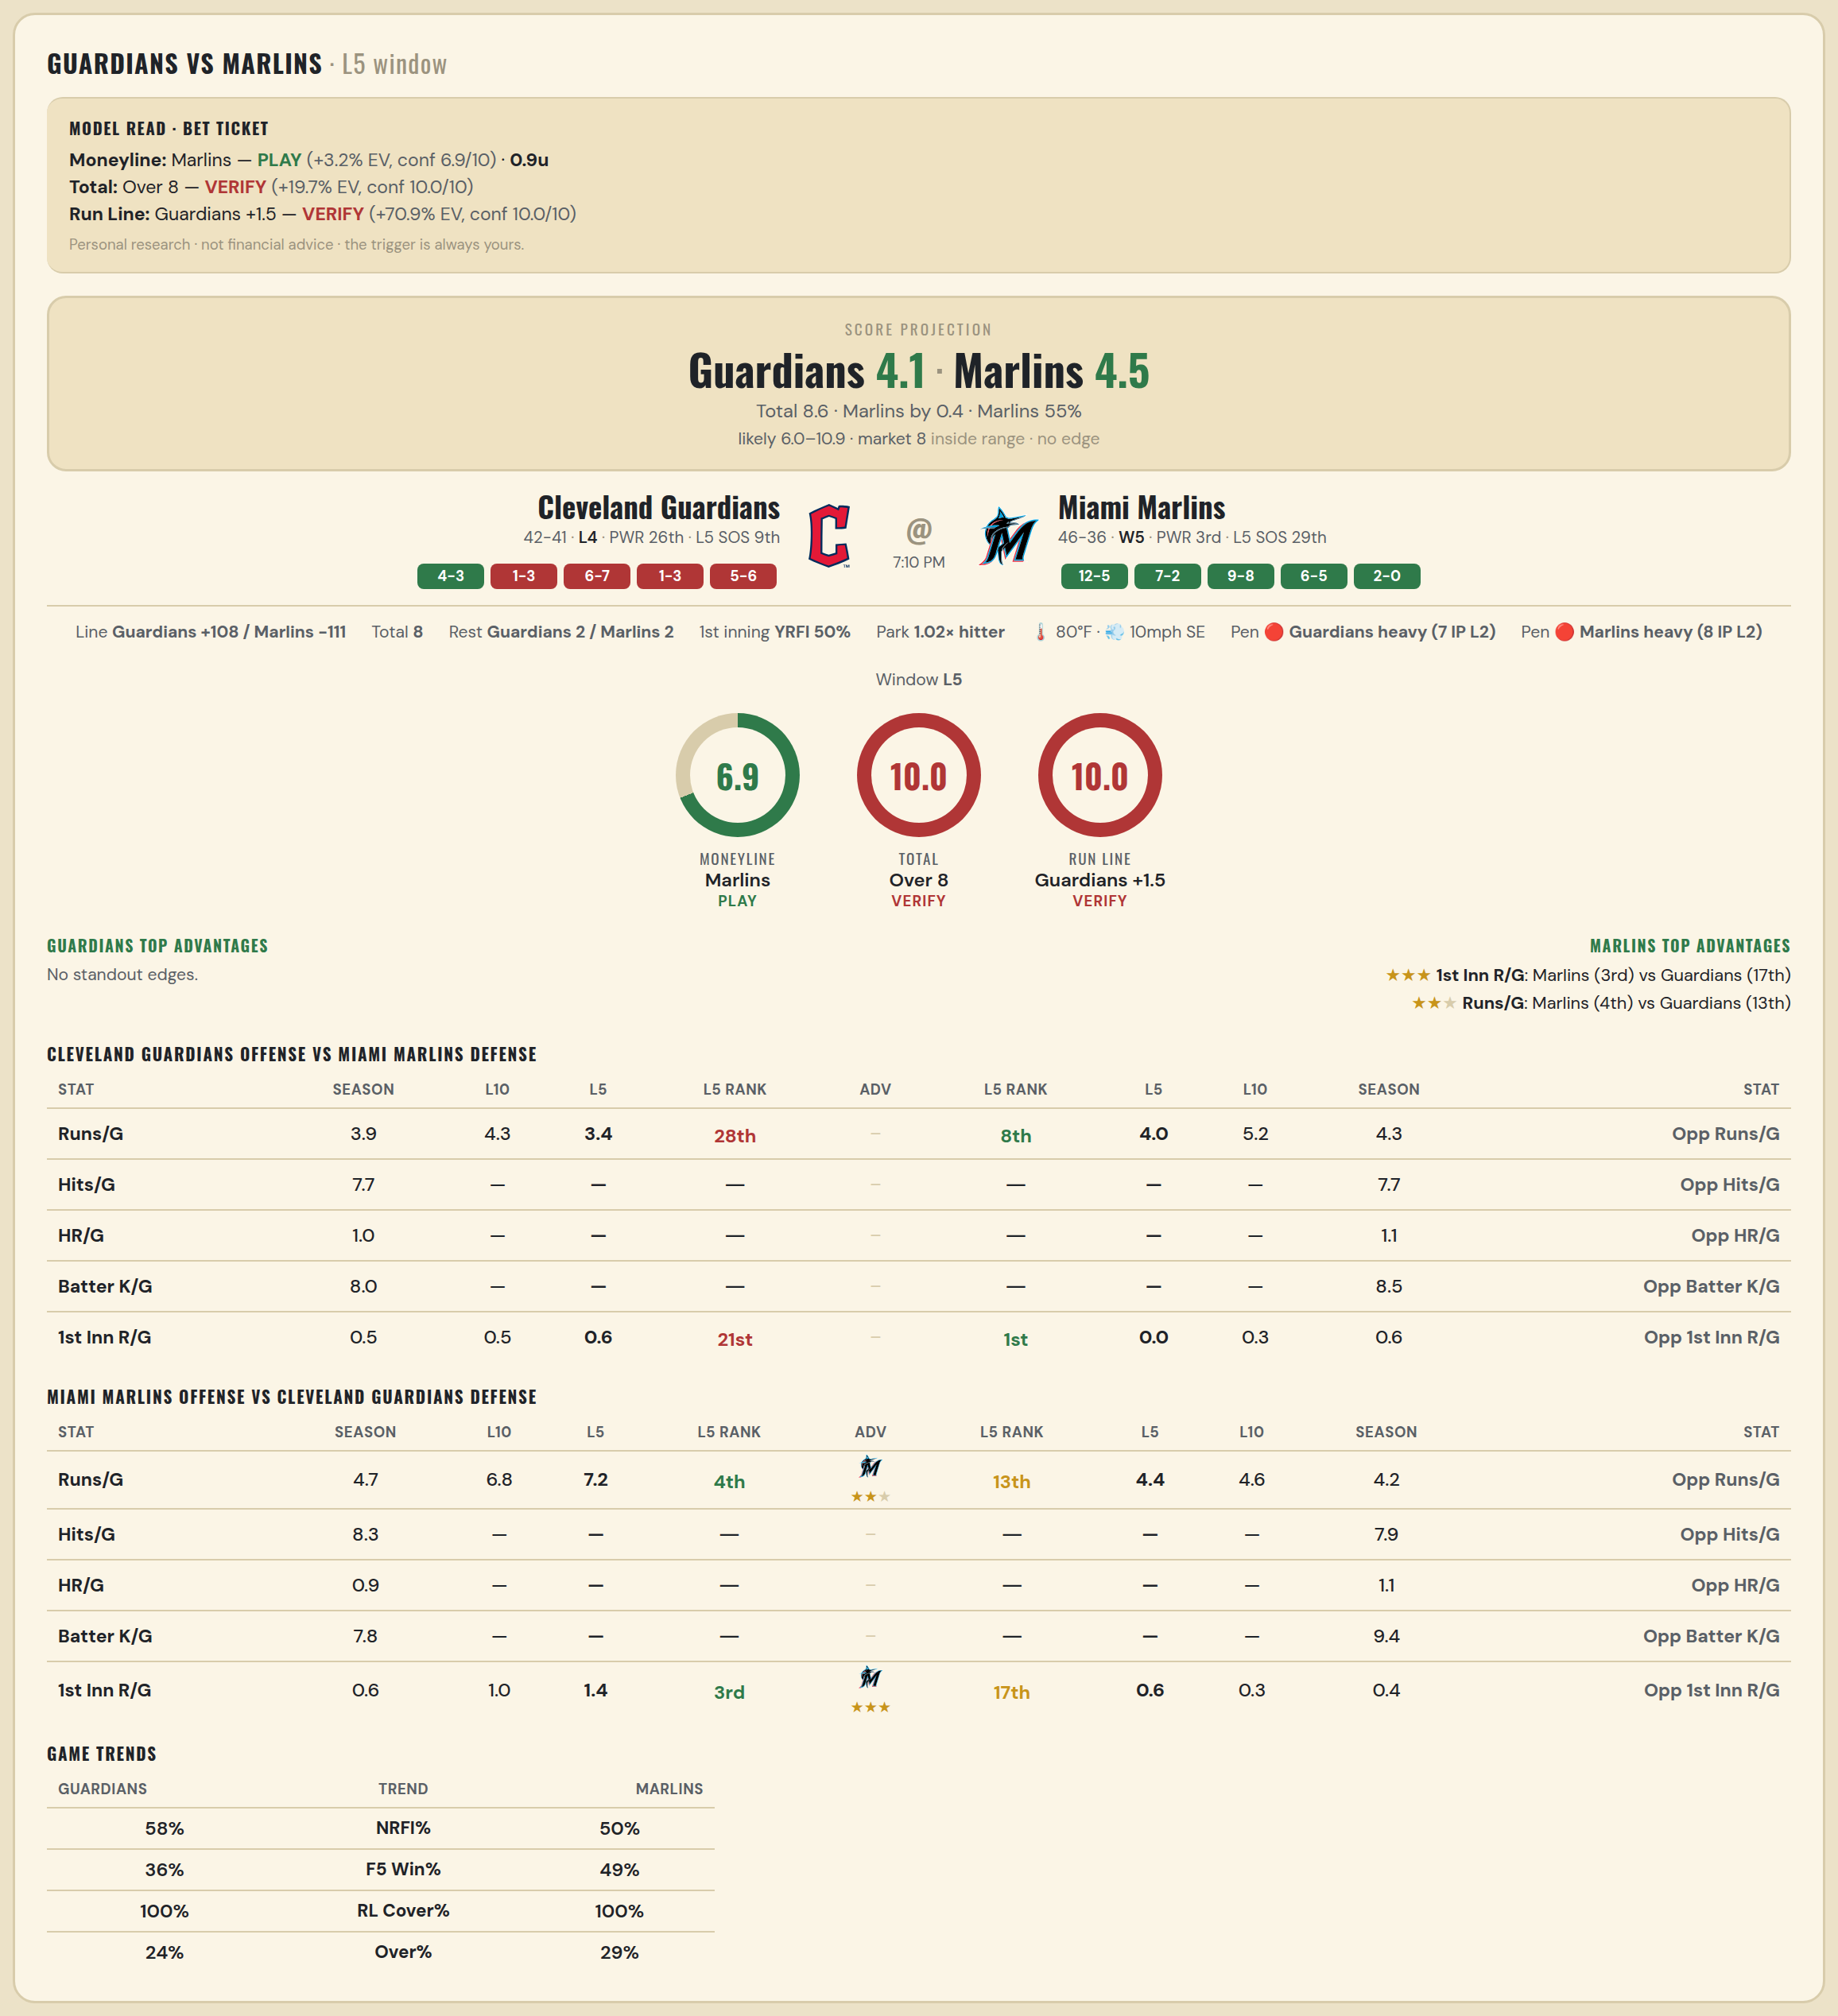 GUARDIANS VS MARLINS · L5 window
MODEL READ · BET TICKET
Moneyline: Marlins — PLAY (+3.2% EV, conf 6.9/10) · 0.9u
Total: Over 8 — VERIFY (+19.7% EV, conf 10.0/10)
Run Line: Guardians +1.5 — VERIFY (+70.9% EV, conf 10.0/10)
Personal research · not financial advice · the trigger is always yours.
SCORE PROJECTION
Guardians 4.1 · Marlins 4.5
Total 8.6 · Marlins by 0.4 · Marlins 55%
likely 6.0–10.9 · market 8 inside range · no edge
Cleveland Guardians @ Miami Marlins
42-41 · L4 · PWR 26th · L5 SOS 9th 7:10 PM 46-36 · W5 · PWR 3rd · L5 SOS 29th
4-3 1-3 6-7 1-3 5-6 12-5 7-2 9-8 6-5 2-0
Line Guardians +108 / Marlins -111 Total 8 Rest Guardians 2 / Marlins 2 1st inning YRFI 50% Park 1.02× hitter 🌡️ 80°F · 💨 10mph SE Pen 🔴 Guardians heavy (7 IP L2) Pen 🔴 Marlins heavy (8 IP L2)
Window L5
6.9 10.0 10.0
MONEYLINE TOTAL RUN LINE
Marlins Over 8 Guardians +1.5
PLAY VERIFY VERIFY
GUARDIANS TOP ADVANTAGES
No standout edges.
MARLINS TOP ADVANTAGES
★★★ 1st Inn R/G: Marlins (3rd) vs Guardians (17th)
★★★ Runs/G: Marlins (4th) vs Guardians (13th)
CLEVELAND GUARDIANS OFFENSE VS MIAMI MARLINS DEFENSE
STAT SEASON L10 L5 L5 RANK ADV L5 RANK L5 L10 SEASON STAT
Runs/G 3.9 4.3 3.4 28th – 8th 4.0 5.2 4.3 Opp Runs/G
Hits/G 7.7 — — — – — — — 7.7 Opp Hits/G
HR/G 1.0 — — — – — — — 1.1 Opp HR/G
Batter K/G 8.0 — — — – — — — 8.5 Opp Batter K/G
1st Inn R/G 0.5 0.5 0.6 21st – 1st 0.0 0.3 0.6 Opp 1st Inn R/G
MIAMI MARLINS OFFENSE VS CLEVELAND GUARDIANS DEFENSE
STAT SEASON L10 L5 L5 RANK ADV L5 RANK L5 L10 SEASON STAT
Runs/G 4.7 6.8 7.2 4th ★★★ 13th 4.4 4.6 4.2 Opp Runs/G
Hits/G 8.3 — — — – — — — 7.9 Opp Hits/G
HR/G 0.9 — — — – — — — 1.1 Opp HR/G
Batter K/G 7.8 — — — – — — — 9.4 Opp Batter K/G
1st Inn R/G 0.6 1.0 1.4 3rd ★★★ 17th 0.6 0.3 0.4 Opp 1st Inn R/G
GAME TRENDS
GUARDIANS TREND MARLINS
58% NRFI% 50%
36% F5 Win% 49%
100% RL Cover% 100%
24% Over% 29%